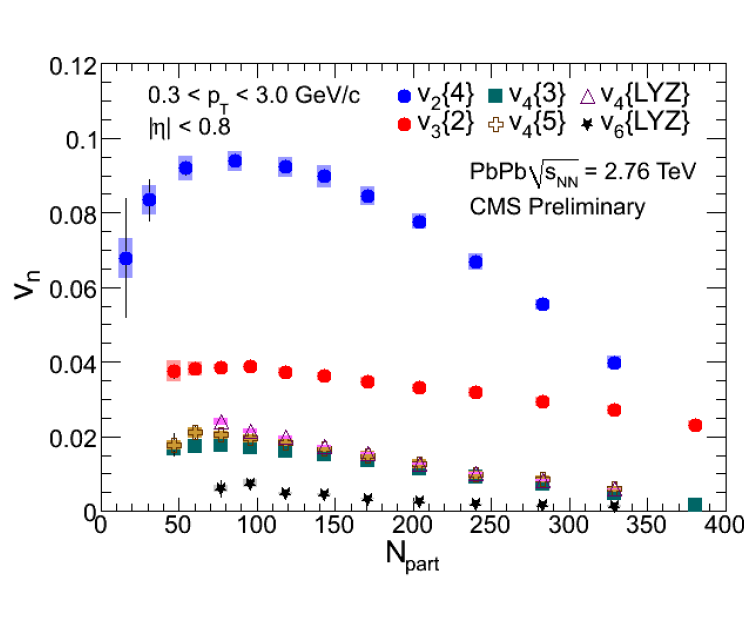 0.12
0.1
0.08
0.06
0.04
0.02
0
v_n
0.3 < p_T < 3.0 GeV/c
|η| < 0.8
v_2{4} v_4{3} v_4{LYZ}
v_3{2} v_4{5} v_6{LYZ}
PbPb √s_NN = 2.76 TeV
CMS Preliminary
0 50 100 150 200 250 300 350 400
N_part